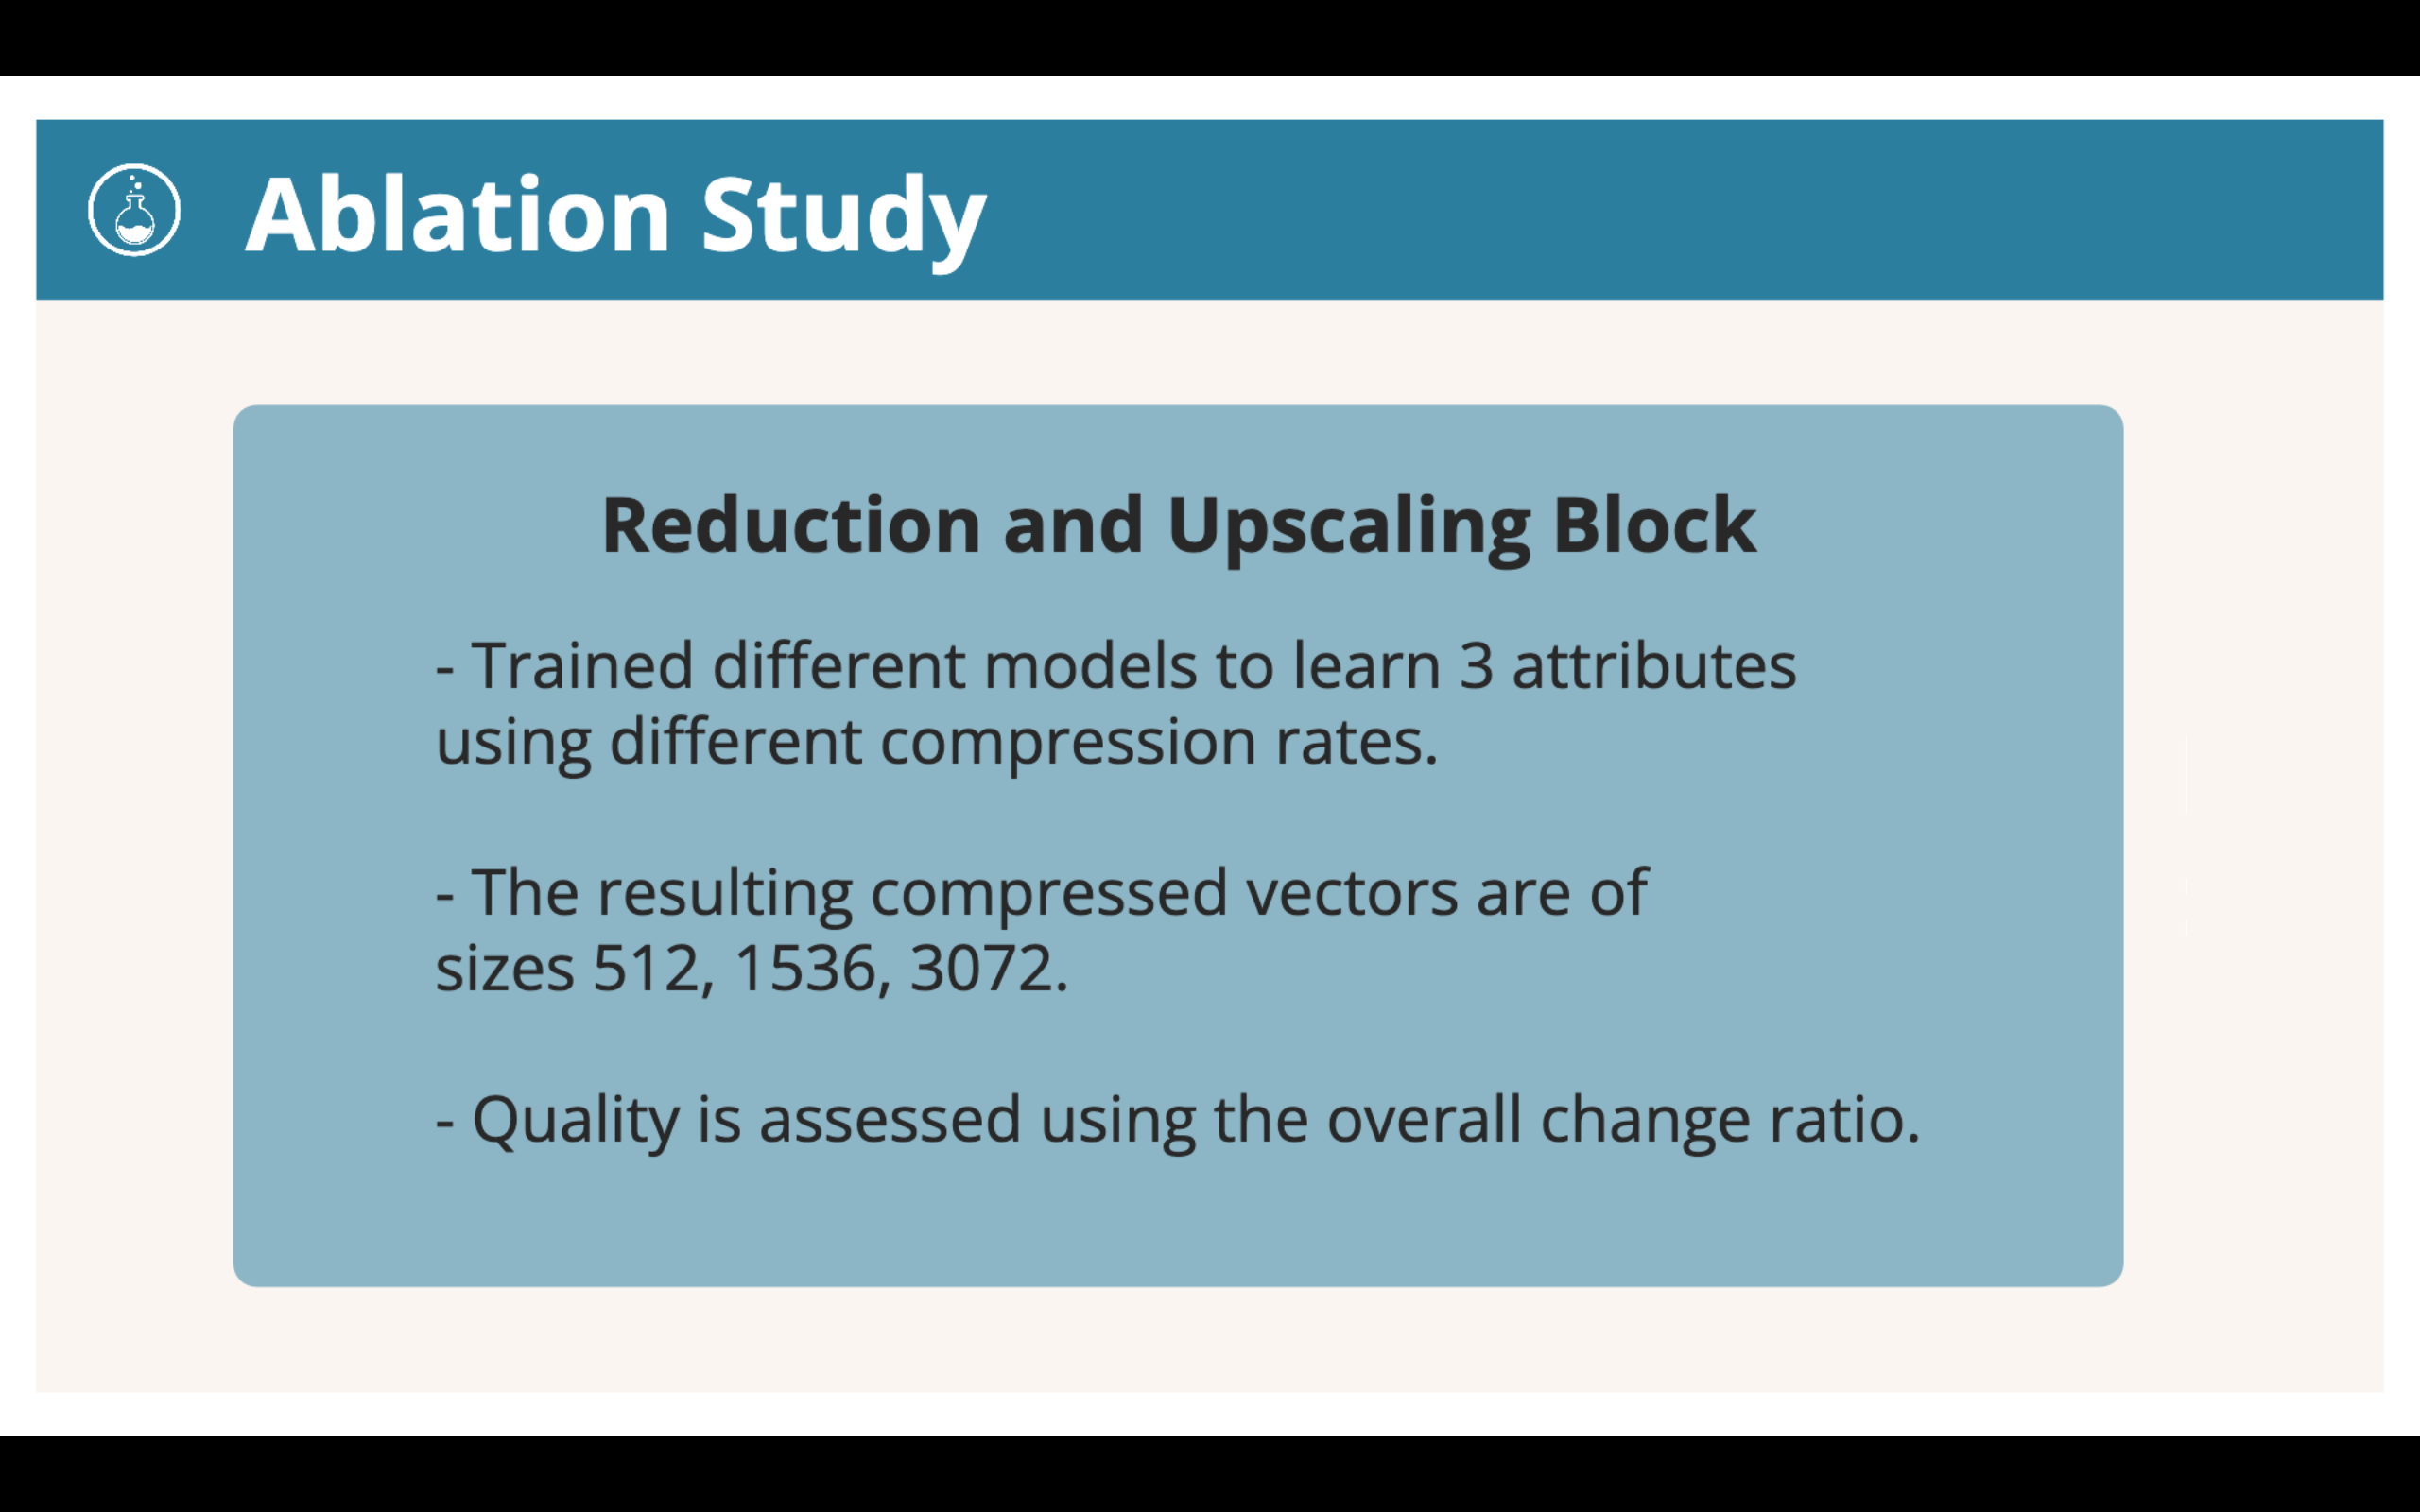 Ablation Study
Reduction and Upscaling Block
- Trained different models to learn 3 attributes
using different compression rates.
- The resulting compressed vectors are of
sizes 512, 1536, 3072.
- Quality is assessed using the overall change ratio.